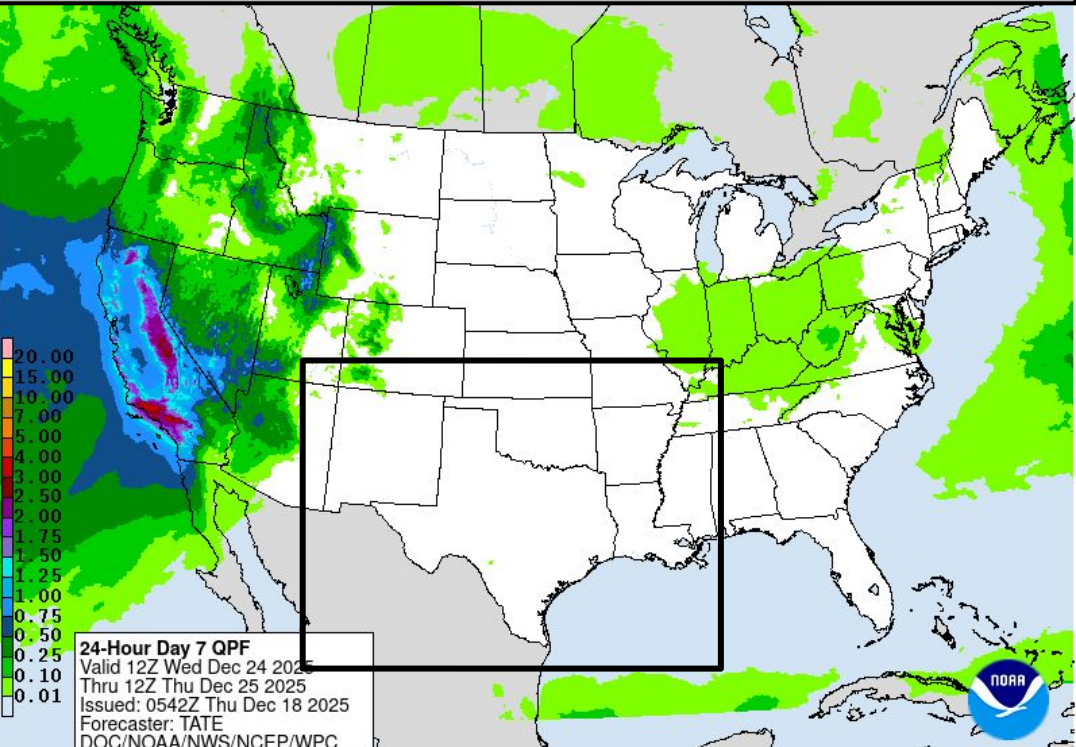 20.00
15.00
10.00
7.00
5.00
4.00
3.00
2.50
2.00
1.75
1.50
1.25
1.00
0.75
0.50
0.25
0.10
0.01
24-Hour Day 7 QPF
Valid 12Z Wed Dec 24 2025
Thru 12Z Thu Dec 25 2025
Issued: 0542Z Thu Dec 18 2025
Forecaster: TATE
DOC/NOAA/NWS/NCEP/WPC
NOAA